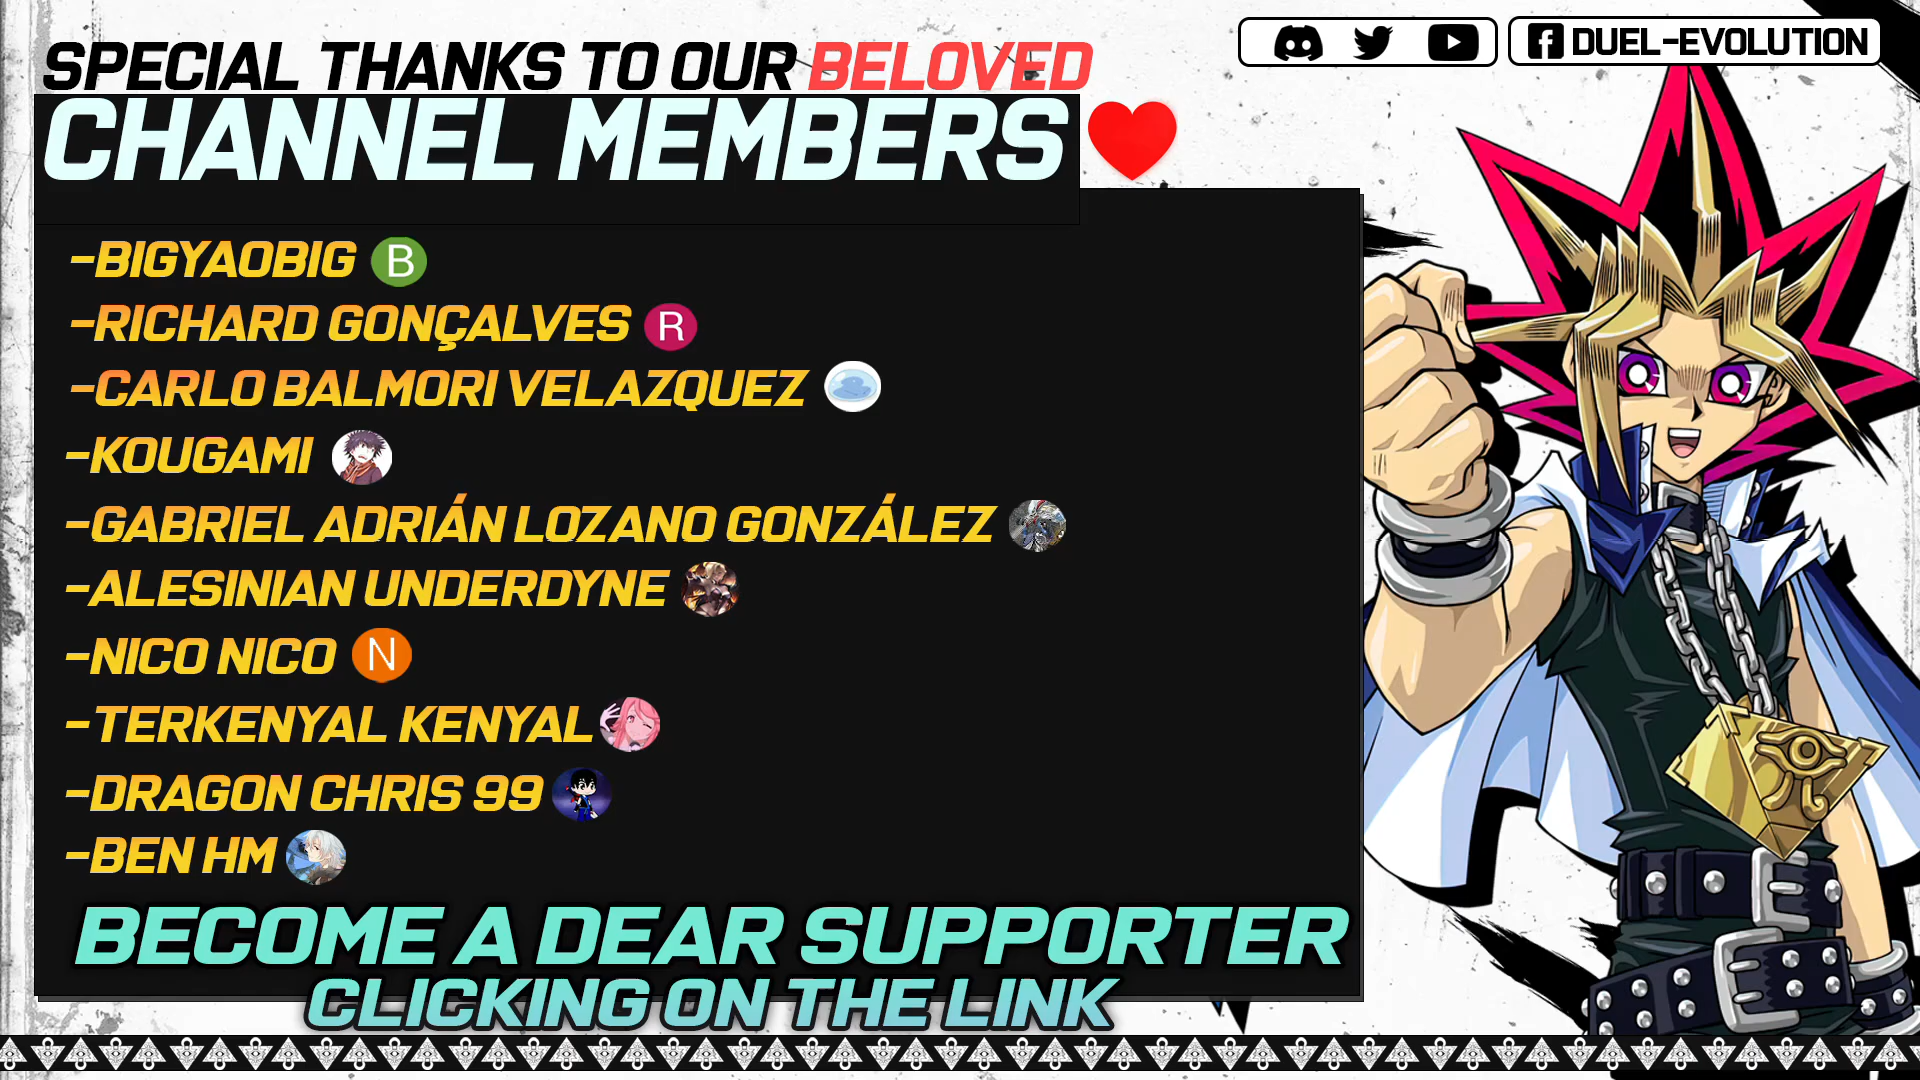 SPECIAL THANKS TO OUR BELOVED
CHANNEL MEMBERS
DUEL-EVOLUTION
-BIGYAOBIG B
-RICHARD GONÇALVES R
-CARLO BALMORI VELAZQUEZ
-KOUGAMI
-GABRIEL ADRIÁN LOZANO GONZÁLEZ
-ALESINIAN UNDERDYNE
-NICO NICO N
-TERKENYAL KENYAL
-DRAGON CHRIS 99
-BEN HM
BECOME A DEAR SUPPORTER
CLICKING ON THE LINK